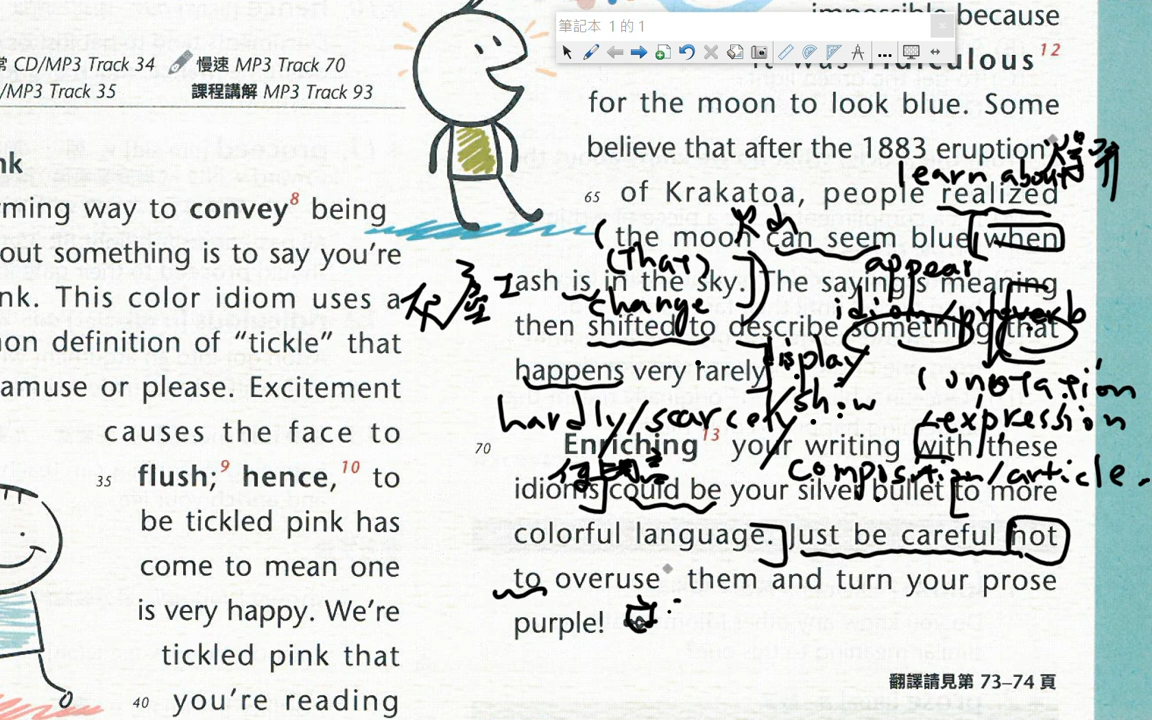 常 CD/MP3 Track 34 慢速 MP3 Track 70
/MP3 Track 35 課程講解 MP3 Track 93
nk
rming way to convey⁸ being
out something is to say you're
nk. This color idiom uses a
non definition of “tickle” that
amuse or please. Excitement
causes the face to
35 flush;⁹ hence,¹⁰ to
be tickled pink has
come to mean one
is very happy. We're
tickled pink that
40 you're reading
筆記本 1 的 1
impossible because
it was ridiculous¹²
for the moon to look blue. Some
believe that after the 1883 eruption
learn about
65 of Krakatoa, people realized
the moon can seem blue when
(that) appear
ash is in the sky. The saying's meaning
change idiom/proverb
then shifted to describe something that
display
happens very rarely
show
hardly/scarcely
expression
70 Enriching¹³ your writing with these
composition/article.
idioms could be your silver bullet to more
colorful language. Just be careful not
to overuse them and turn your prose
purple!
翻譯請見第 73–74 頁